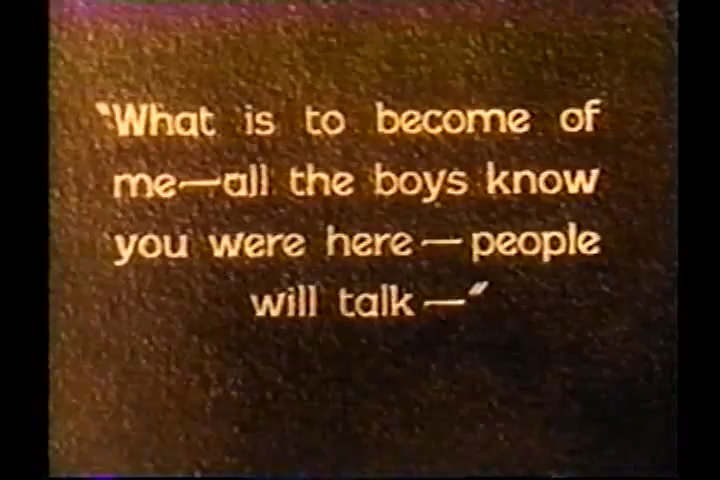 "What is to become of
me—all the boys know
you were here—people
will talk—"